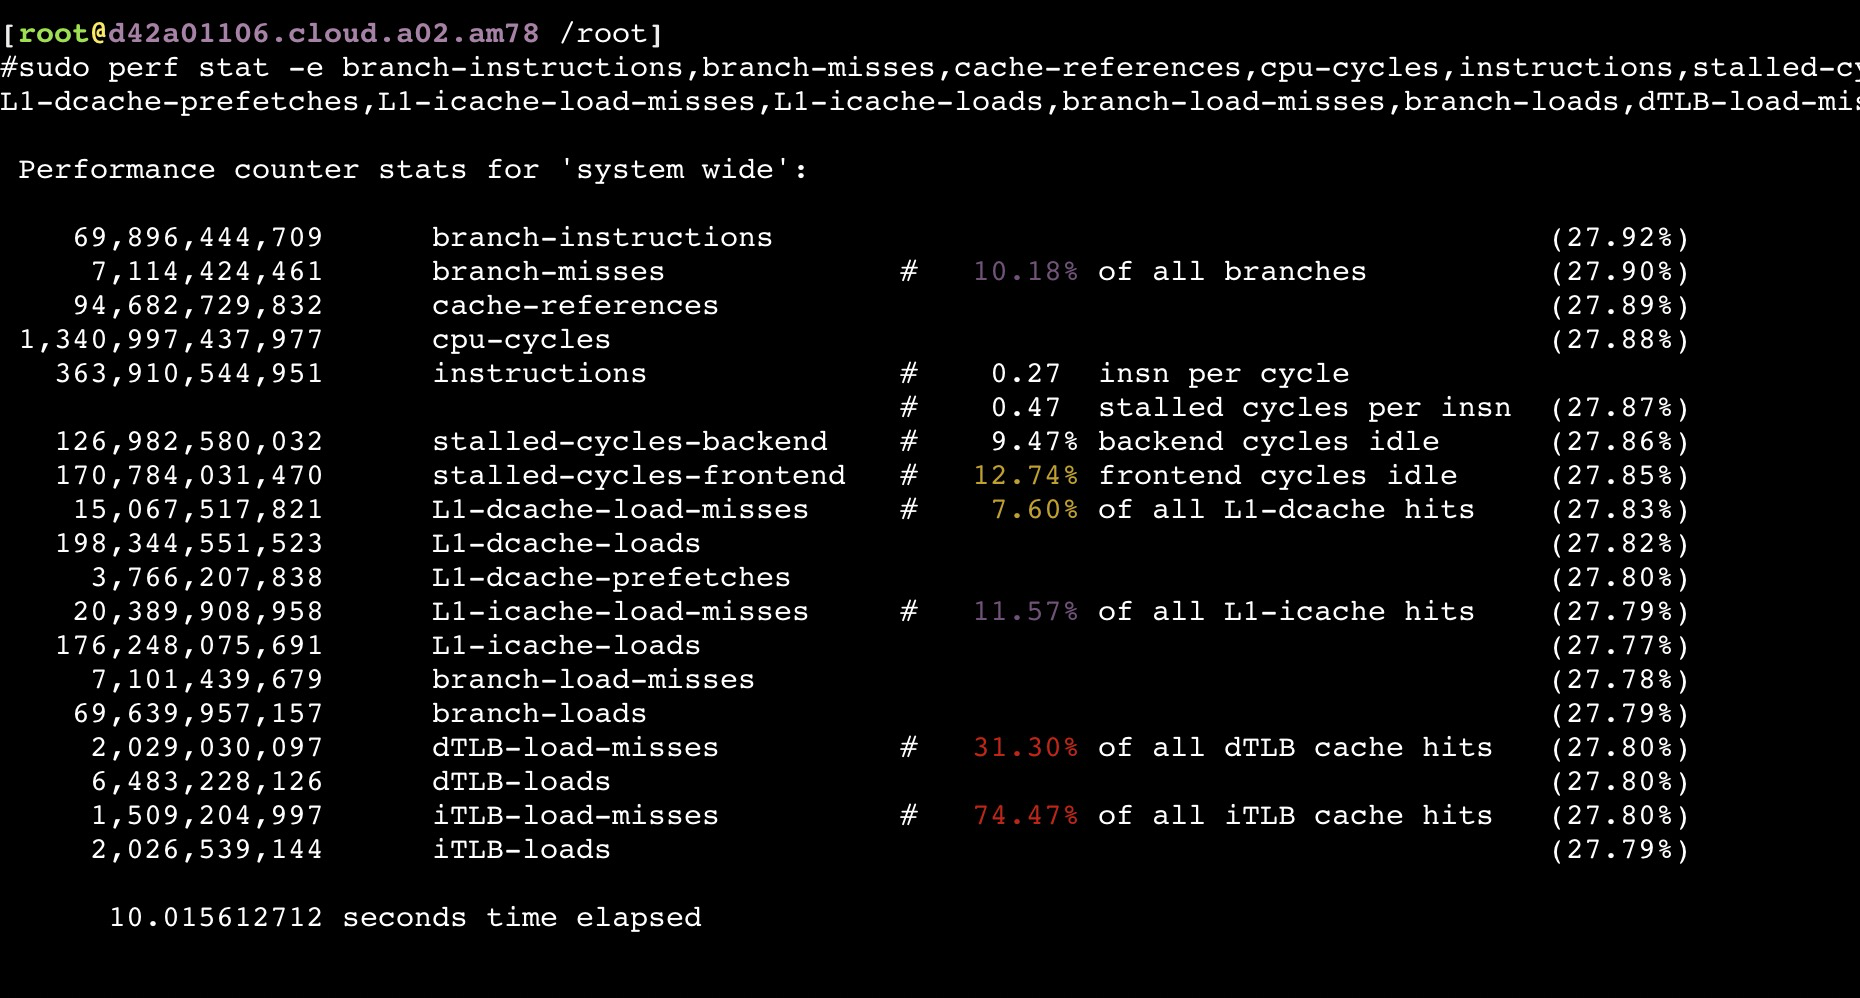 [root@d42a01106.cloud.a02.am78 /root]
#sudo perf stat -e branch-instructions,branch-misses,cache-references,cpu-cycles,instructions,stalled-cy
L1-dcache-prefetches,L1-icache-load-misses,L1-icache-loads,branch-load-misses,branch-loads,dTLB-load-mis
Performance counter stats for 'system wide':
69,896,444,709 branch-instructions (27.92%)
7,114,424,461 branch-misses # 10.18% of all branches (27.90%)
94,682,729,832 cache-references (27.89%)
1,340,997,437,977 cpu-cycles (27.88%)
363,910,544,951 instructions # 0.27 insn per cycle
# 0.47 stalled cycles per insn (27.87%)
126,982,580,032 stalled-cycles-backend # 9.47% backend cycles idle (27.86%)
170,784,031,470 stalled-cycles-frontend # 12.74% frontend cycles idle (27.85%)
15,067,517,821 L1-dcache-load-misses # 7.60% of all L1-dcache hits (27.83%)
198,344,551,523 L1-dcache-loads (27.82%)
3,766,207,838 L1-dcache-prefetches (27.80%)
20,389,908,958 L1-icache-load-misses # 11.57% of all L1-icache hits (27.79%)
176,248,075,691 L1-icache-loads (27.77%)
7,101,439,679 branch-load-misses (27.78%)
69,639,957,157 branch-loads (27.79%)
2,029,030,097 dTLB-load-misses # 31.30% of all dTLB cache hits (27.80%)
6,483,228,126 dTLB-loads (27.80%)
1,509,204,997 iTLB-load-misses # 74.47% of all iTLB cache hits (27.80%)
2,026,539,144 iTLB-loads (27.79%)
10.015612712 seconds time elapsed